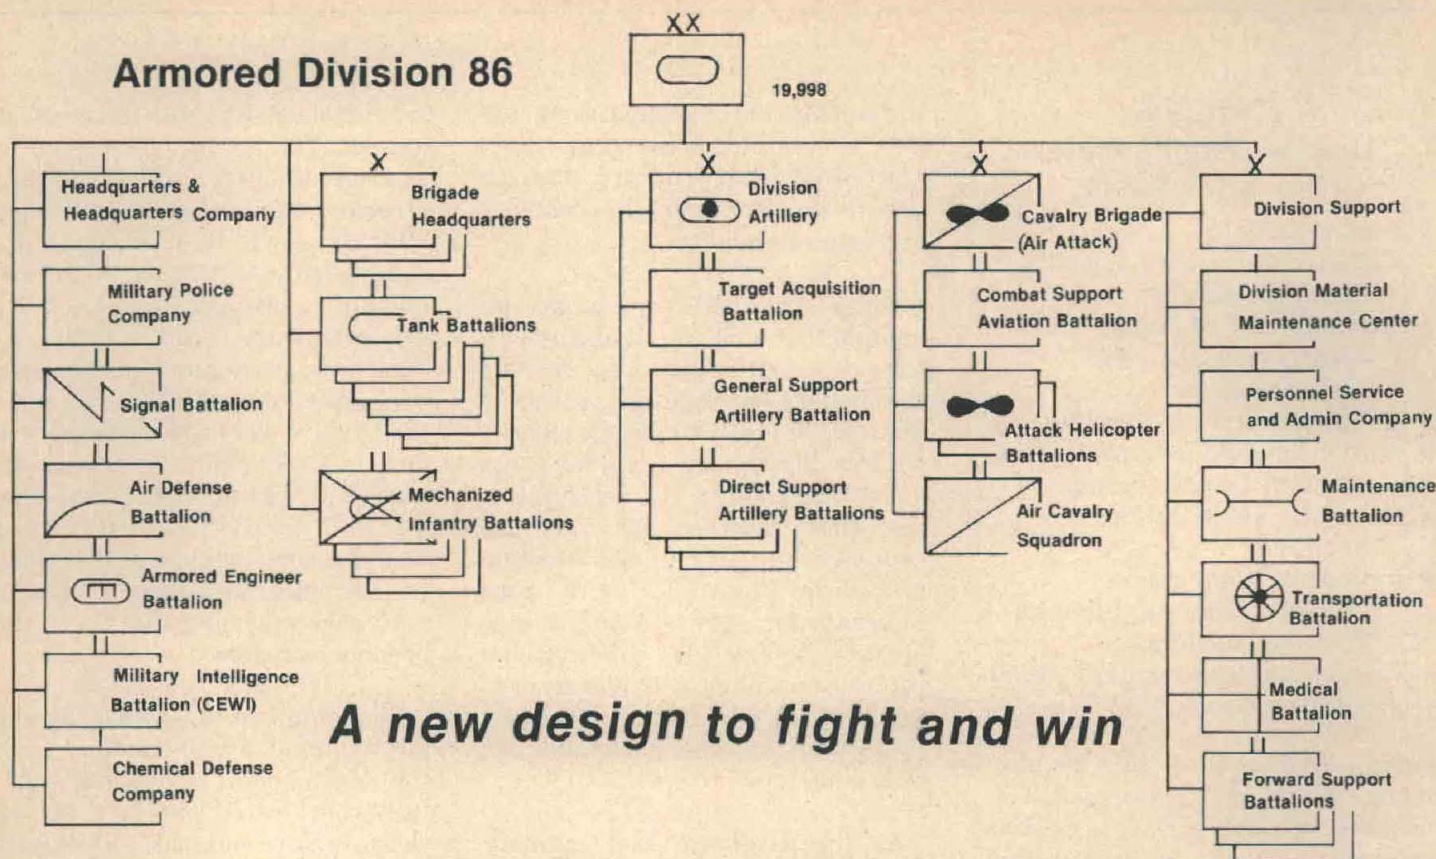 Armored Division 86
XX
19,998
Headquarters &
Headquarters Company
Military Police
Company
Signal Battalion
Air Defense
Battalion
Armored Engineer
Battalion
Military Intelligence
Battalion (CEWI)
Chemical Defense
Company
X
Brigade
Headquarters
Tank Battalions
Mechanized
Infantry Battalions
X
Division
Artillery
Target Acquisition
Battalion
General Support
Artillery Battalion
Direct Support
Artillery Battalions
X
Cavalry Brigade
(Air Attack)
Combat Support
Aviation Battalion
Attack Helicopter
Battalions
Air Cavalry
Squadron
X
Division Support
Division Material
Maintenance Center
Personnel Service
and Admin Company
Maintenance
Battalion
Transportation
Battalion
Medical
Battalion
Forward Support
Battalions
A new design to fight and win